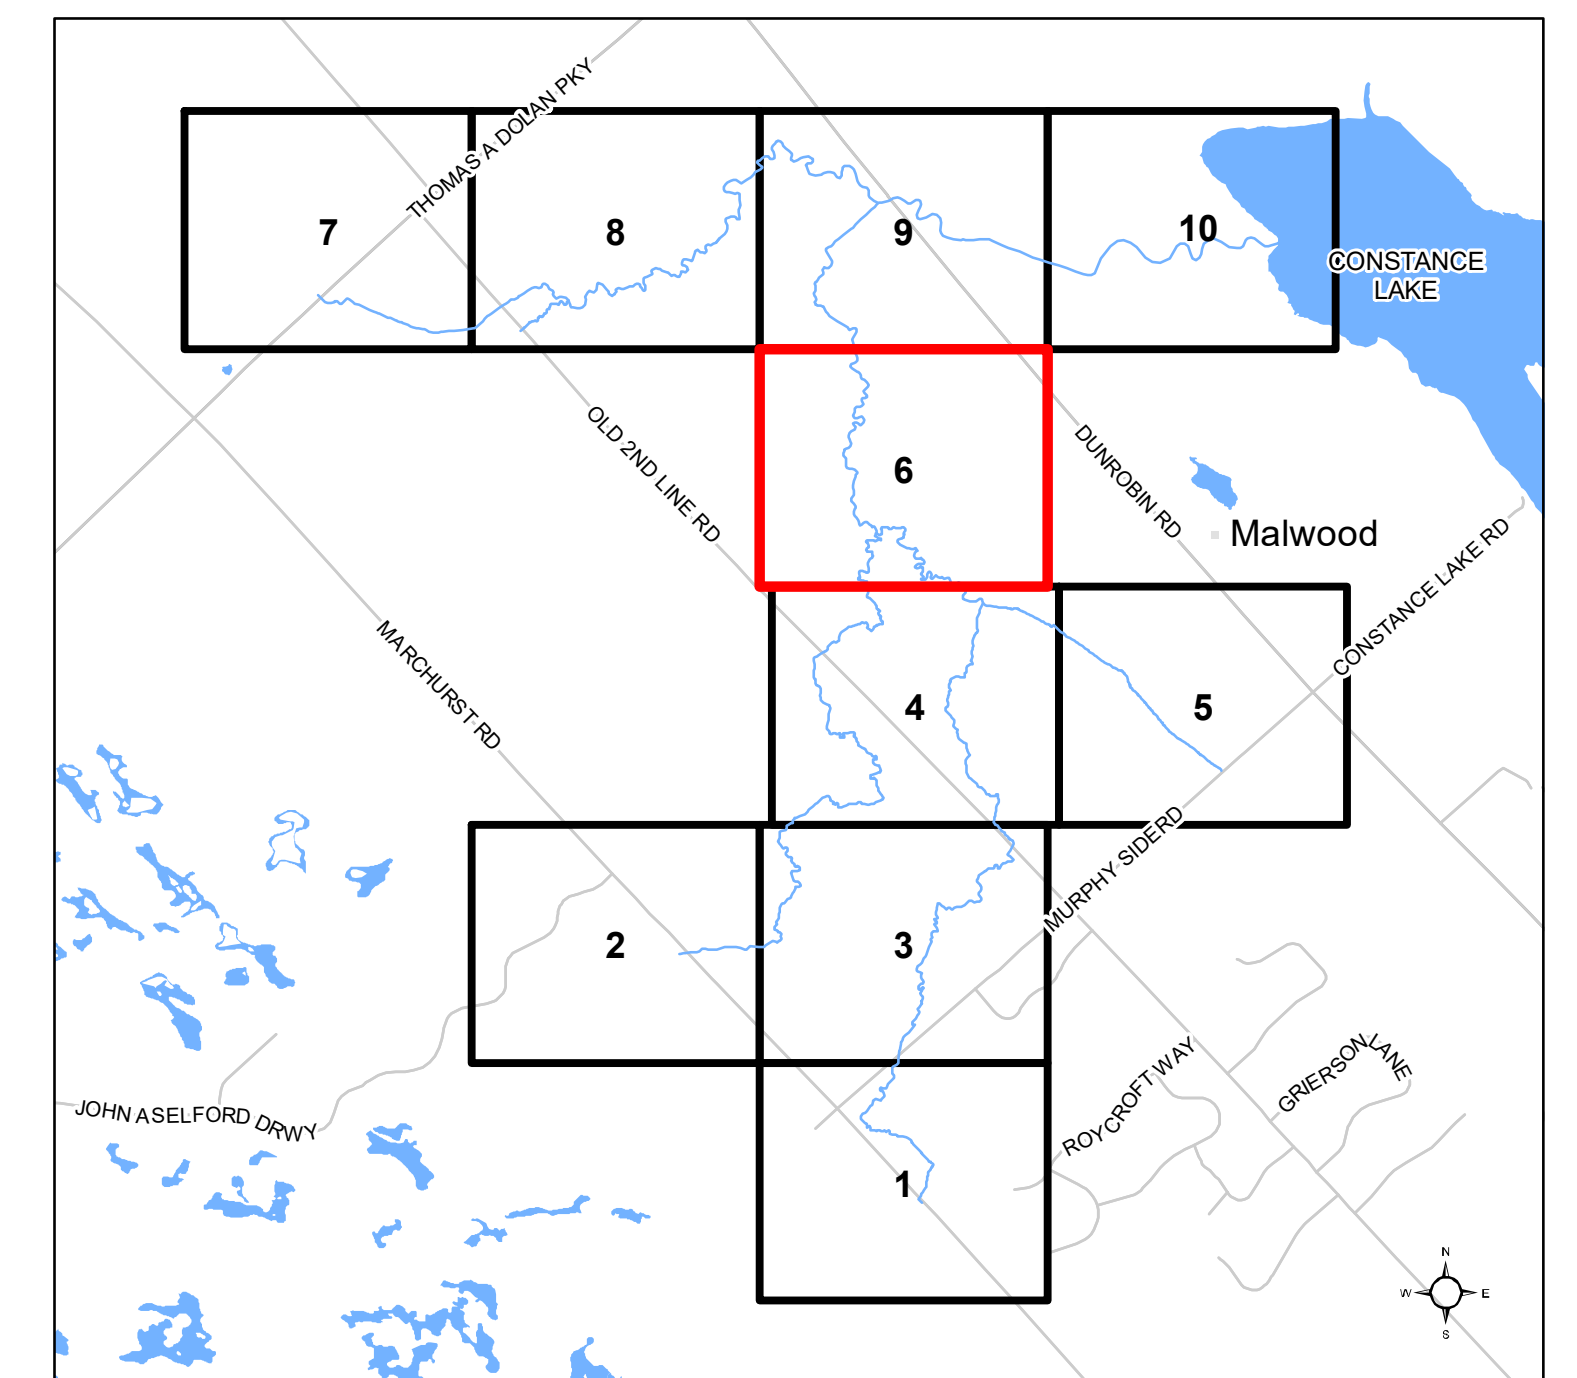 THOMAS A DOLAN PKY
7
8
9
10
CONSTANCE
LAKE
OLD 2ND LINE RD
6
DUNROBIN RD
Malwood
CONSTANCE LAKE RD
MARCHURST RD
4
5
MURPHY SIDERD
2
3
JOHN ASELFORD DRWY
ROYCROFT WAY
GRIERSON LANE
1
N
W
E
S